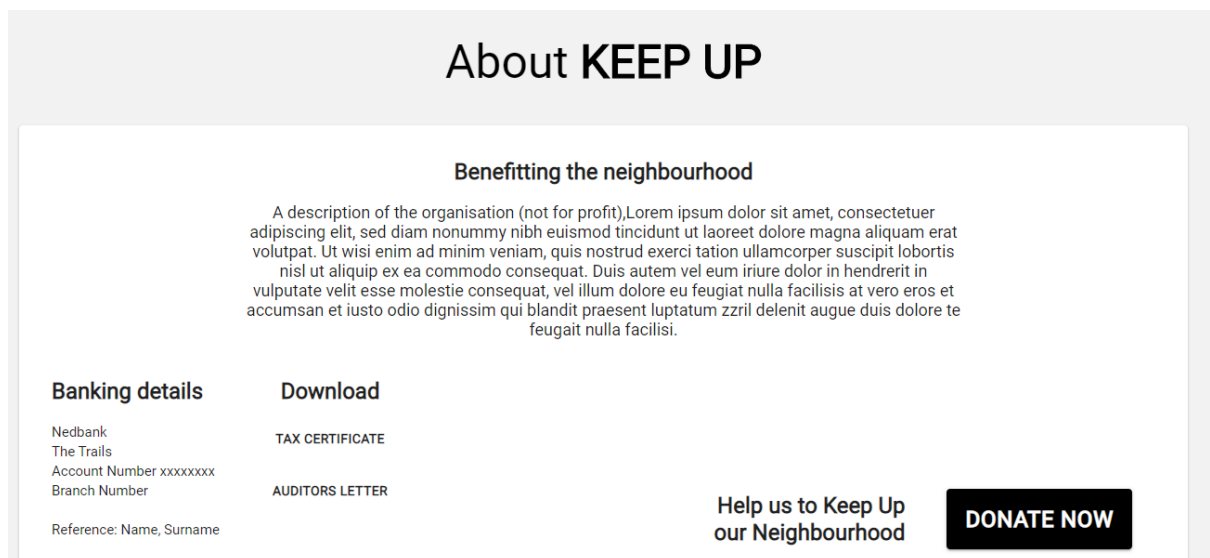 About KEEP UP
Benefitting the neighbourhood
A description of the organisation (not for profit),Lorem ipsum dolor sit amet, consectetuer
adipiscing elit, sed diam nonummy nibh euismod tincidunt ut laoreet dolore magna aliquam erat
volutpat. Ut wisi enim ad minim veniam, quis nostrud exerci tation ullamcorper suscipit lobortis
nisl ut aliquip ex ea commodo consequat. Duis autem vel eum iriure dolor in hendrerit in
vulputate velit esse molestie consequat, vel illum dolore eu feugiat nulla facilisis at vero eros et
accumsan et iusto odio dignissim qui blandit praesent luptatum zzril delenit augue duis dolore te
feugait nulla facilisi.
Banking details
Nedbank
The Trails
Account Number xxxxxxxx
Branch Number
Reference: Name, Surname
Download
TAX CERTIFICATE
AUDITORS LETTER
Help us to Keep Up
our Neighbourhood
DONATE NOW